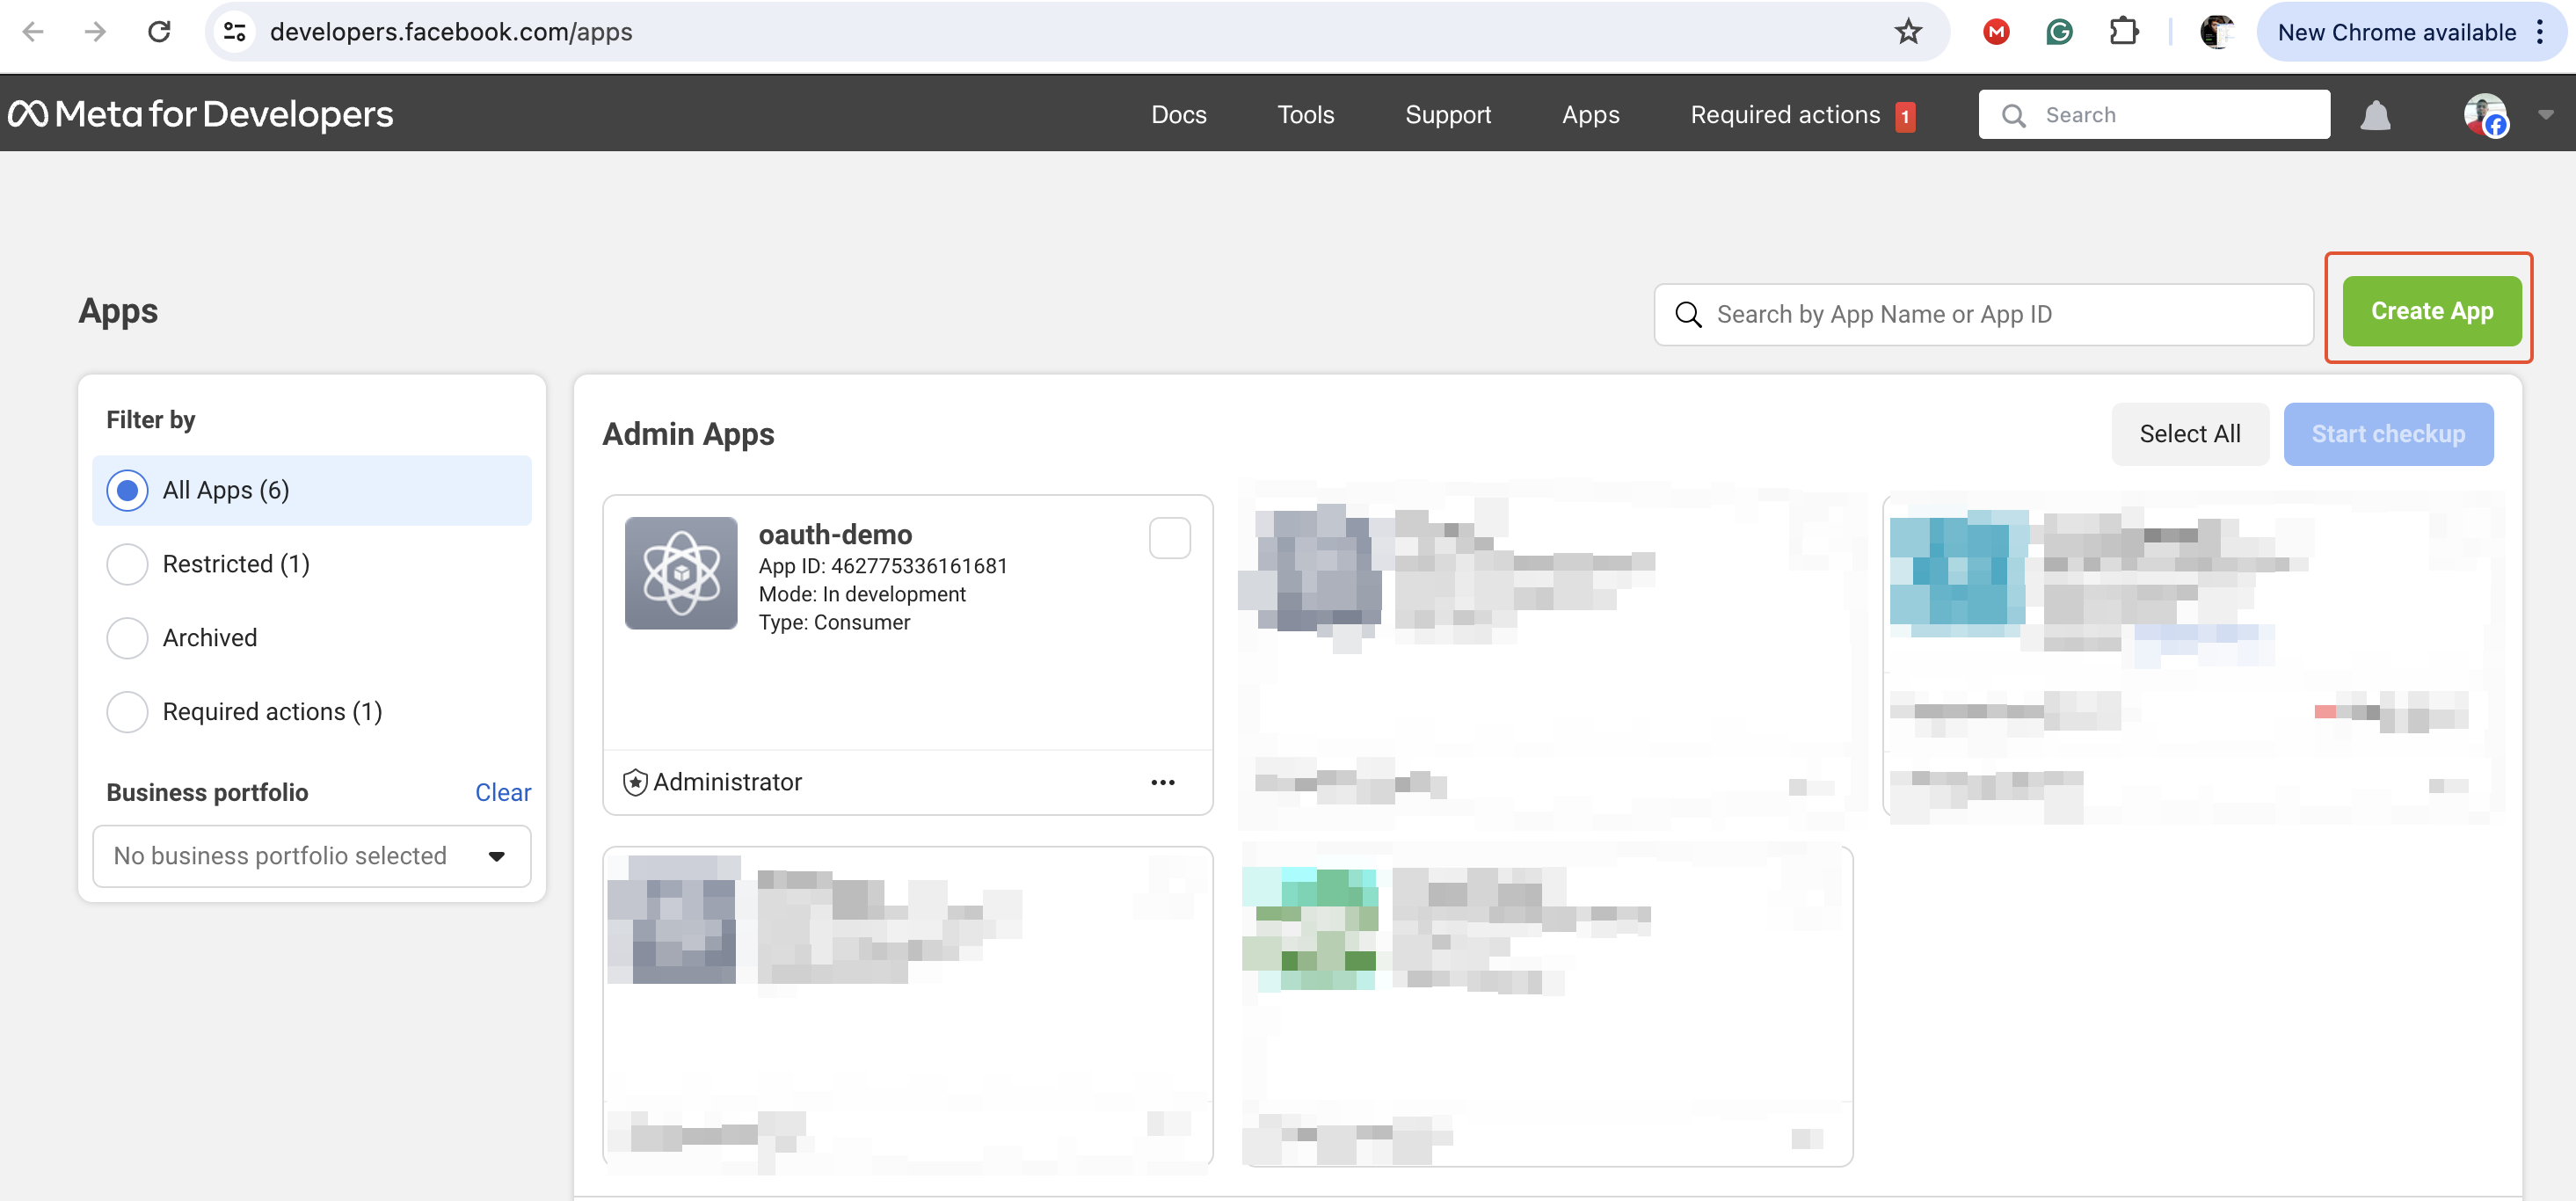 developers.facebook.com/apps
New Chrome available
Meta for Developers
Docs
Tools
Support
Apps
Required actions 1
Search
Apps
Search by App Name or App ID
Create App
Filter by
All Apps (6)
Restricted (1)
Archived
Required actions (1)
Business portfolio
Clear
No business portfolio selected
Admin Apps
Select All
Start checkup
oauth-demo
App ID: 462775336161681
Mode: In development
Type: Consumer
Administrator